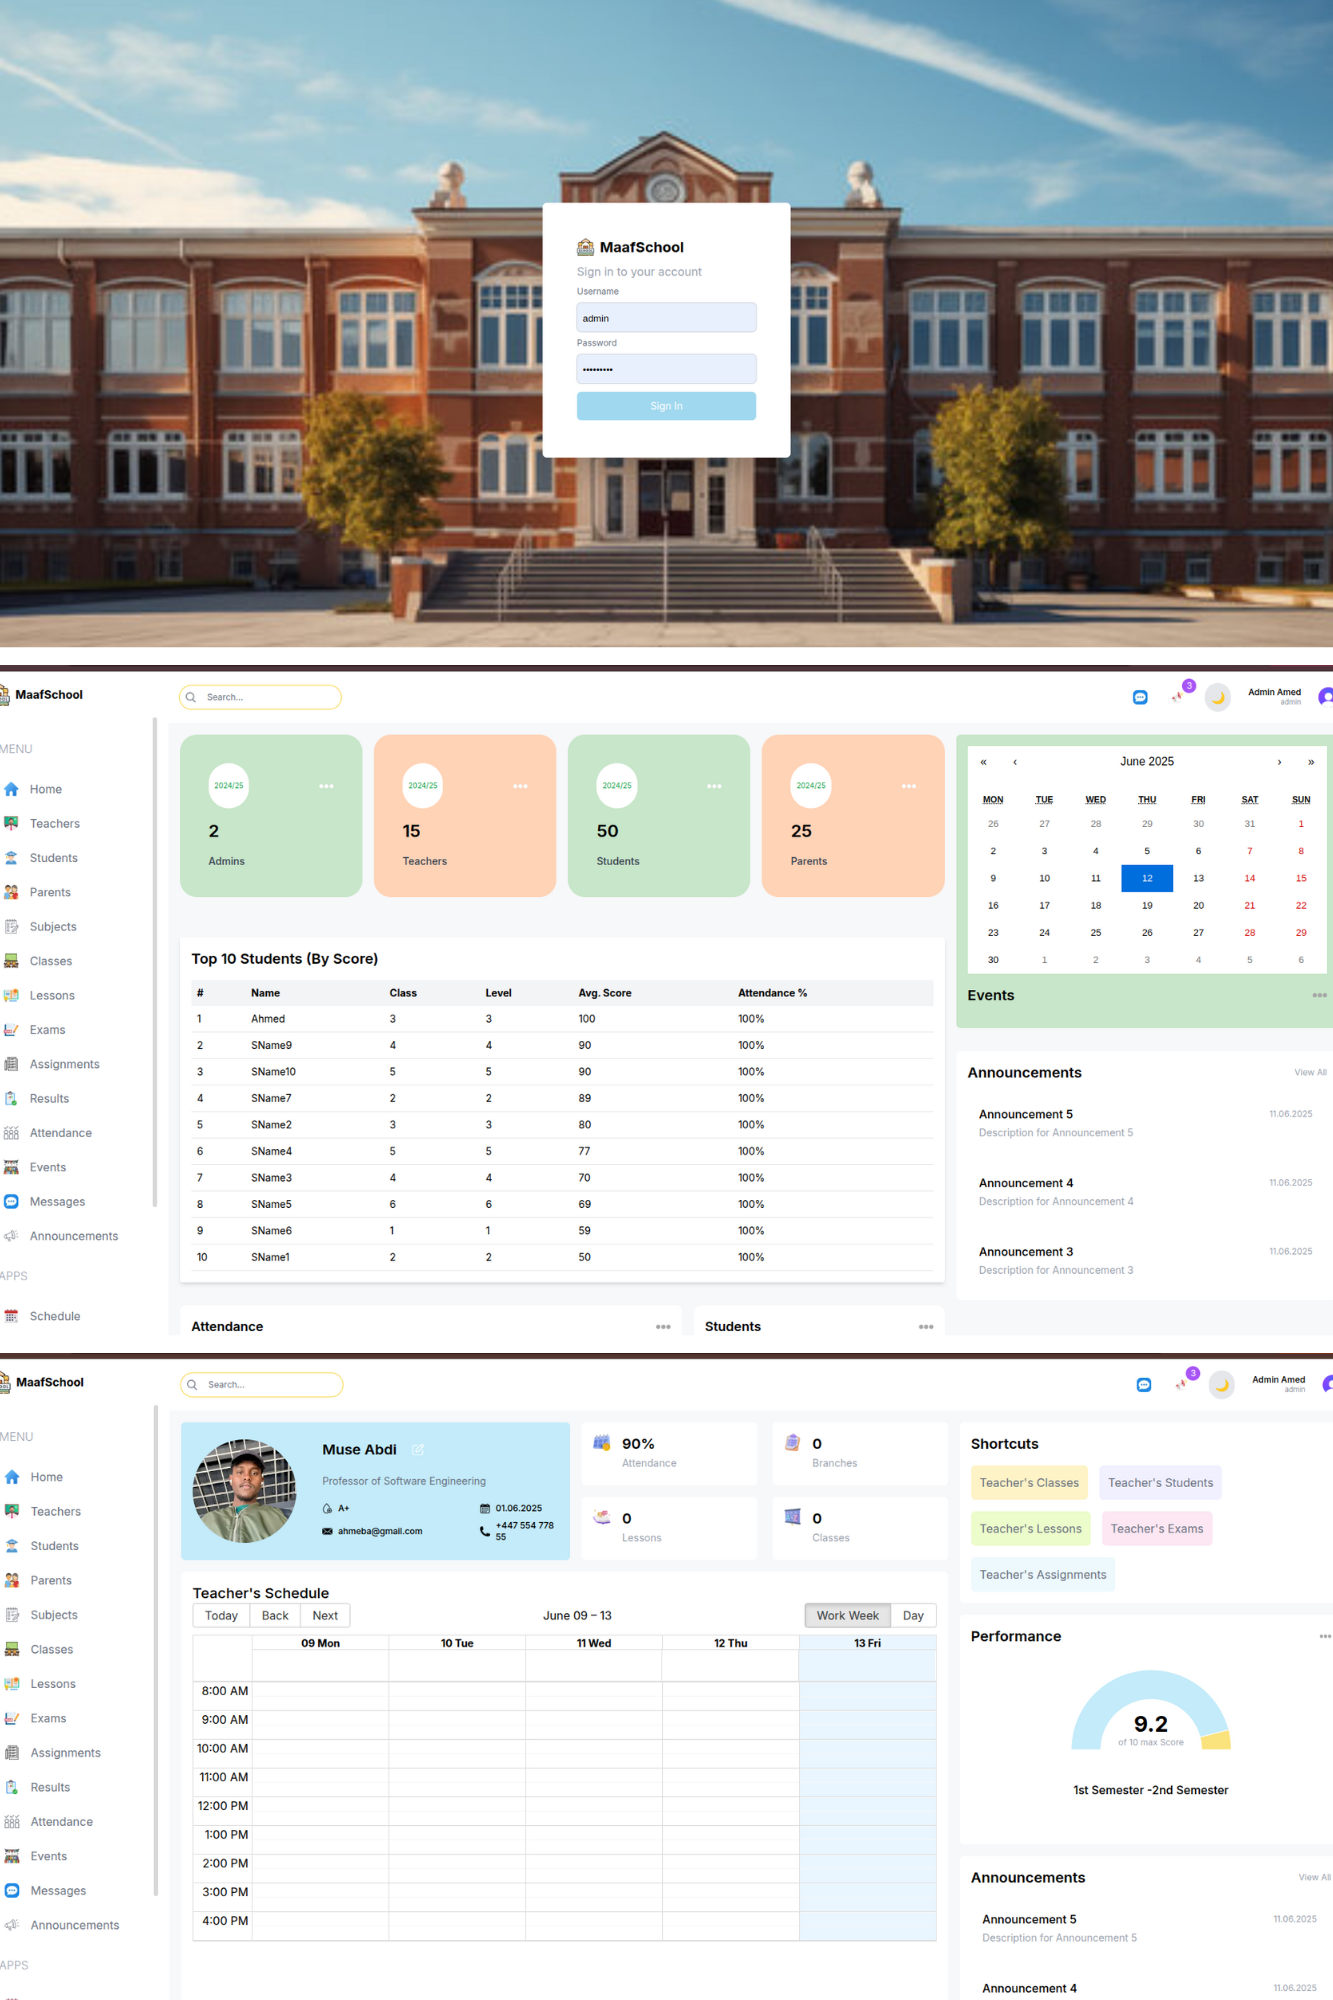 MaafSchool
Sign in to your account
Username
admin
Password
•••••••••
Sign In
MaafSchool
Search...
3
Admin Amed
admin
MENU
Home
Teachers
Students
Parents
Subjects
Classes
Lessons
Exams
Assignments
Results
Attendance
Events
Messages
Announcements
APPS
Schedule
2024/25
2
Admins
2024/25
15
Teachers
2024/25
50
Students
2024/25
25
Parents
Top 10 Students (By Score)
# Name Class Level Avg. Score Attendance %
1 Ahmed 3 3 100 100%
2 SName9 4 4 90 100%
3 SName10 5 5 90 100%
4 SName7 2 2 89 100%
5 SName2 3 3 80 100%
6 SName4 5 5 77 100%
7 SName3 4 4 70 100%
8 SName5 6 6 69 100%
9 SName6 1 1 59 100%
10 SName1 2 2 50 100%
Attendance
Students
« ‹ June 2025 › »
MON TUE WED THU FRI SAT SUN
26 27 28 29 30 31 1
2 3 4 5 6 7 8
9 10 11 12 13 14 15
16 17 18 19 20 21 22
23 24 25 26 27 28 29
30 1 2 3 4 5 6
Events
Announcements View All
Announcement 5 11.06.2025
Description for Announcement 5
Announcement 4 11.06.2025
Description for Announcement 4
Announcement 3 11.06.2025
Description for Announcement 3
MaafSchool
Search...
3
Admin Amed
admin
MENU
Home
Teachers
Students
Parents
Subjects
Classes
Lessons
Exams
Assignments
Results
Attendance
Events
Messages
Announcements
APPS
Muse Abdi
Professor of Software Engineering
A+ 01.06.2025
ahmeba@gmail.com +447 554 778
55
90%
Attendance
0
Branches
0
Lessons
0
Classes
Teacher's Schedule
Today Back Next June 09 – 13 Work Week Day
09 Mon 10 Tue 11 Wed 12 Thu 13 Fri
8:00 AM
9:00 AM
10:00 AM
11:00 AM
12:00 PM
1:00 PM
2:00 PM
3:00 PM
4:00 PM
Shortcuts
Teacher's Classes Teacher's Students
Teacher's Lessons Teacher's Exams
Teacher's Assignments
Performance
9.2
of 10 max Score
1st Semester -2nd Semester
Announcements View All
Announcement 5 11.06.2025
Description for Announcement 5
Announcement 4 11.06.2025